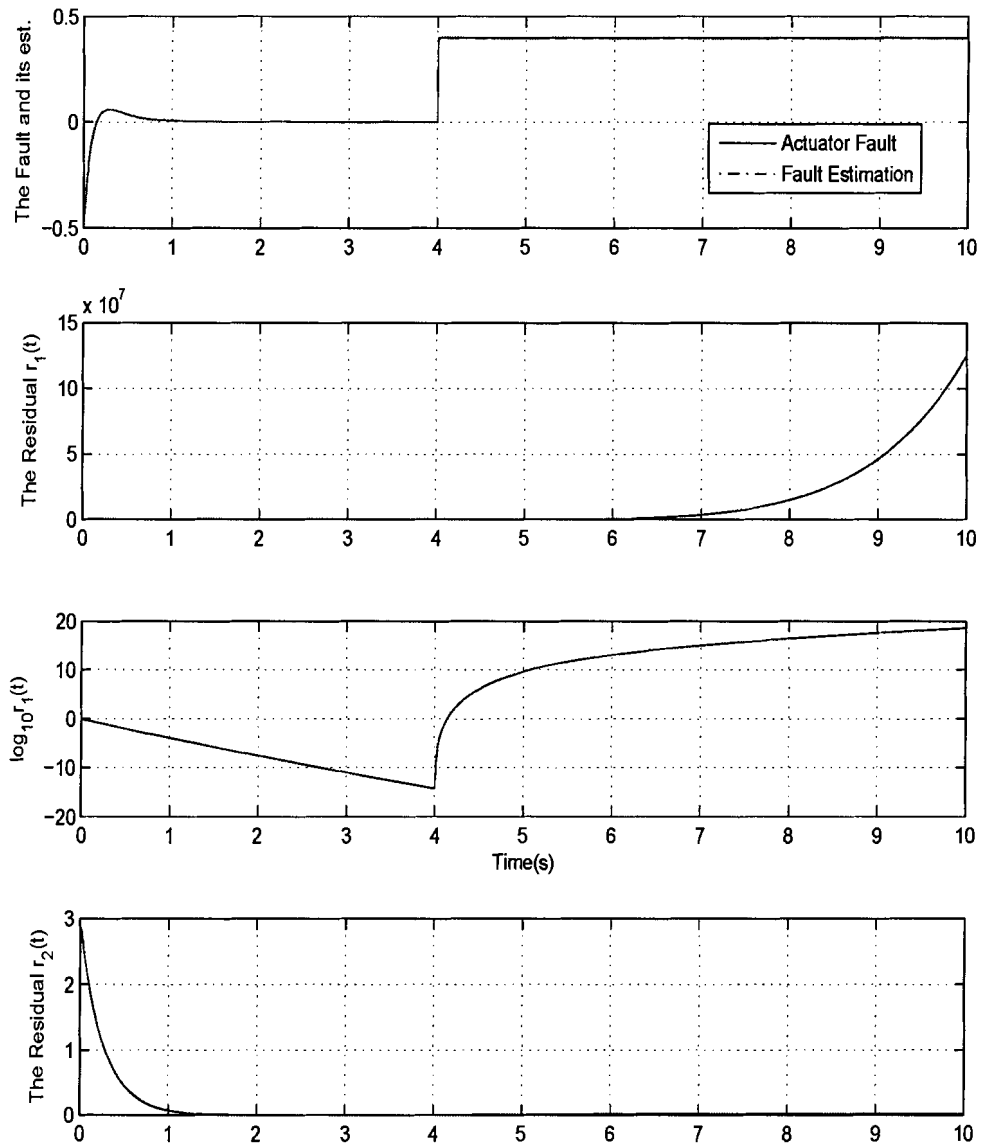 The Fault and its est.
0.5
0
−0.5
Actuator Fault
Fault Estimation
0 1 2 3 4 5 6 7 8 9 10
x 10^7
The Residual r_1(t)
15
10
5
0
0 1 2 3 4 5 6 7 8 9 10
log_10 r_1(t)
20
10
0
−10
−20
0 1 2 3 4 5 6 7 8 9 10
Time(s)
The Residual r_2(t)
3
2
1
0
0 1 2 3 4 5 6 7 8 9 10